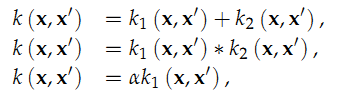 k (x, x′) = k₁ (x, x′) + k₂ (x, x′) ,
k (x, x′) = k₁ (x, x′) ∗ k₂ (x, x′) ,
k (x, x′) = αk₁ (x, x′) ,